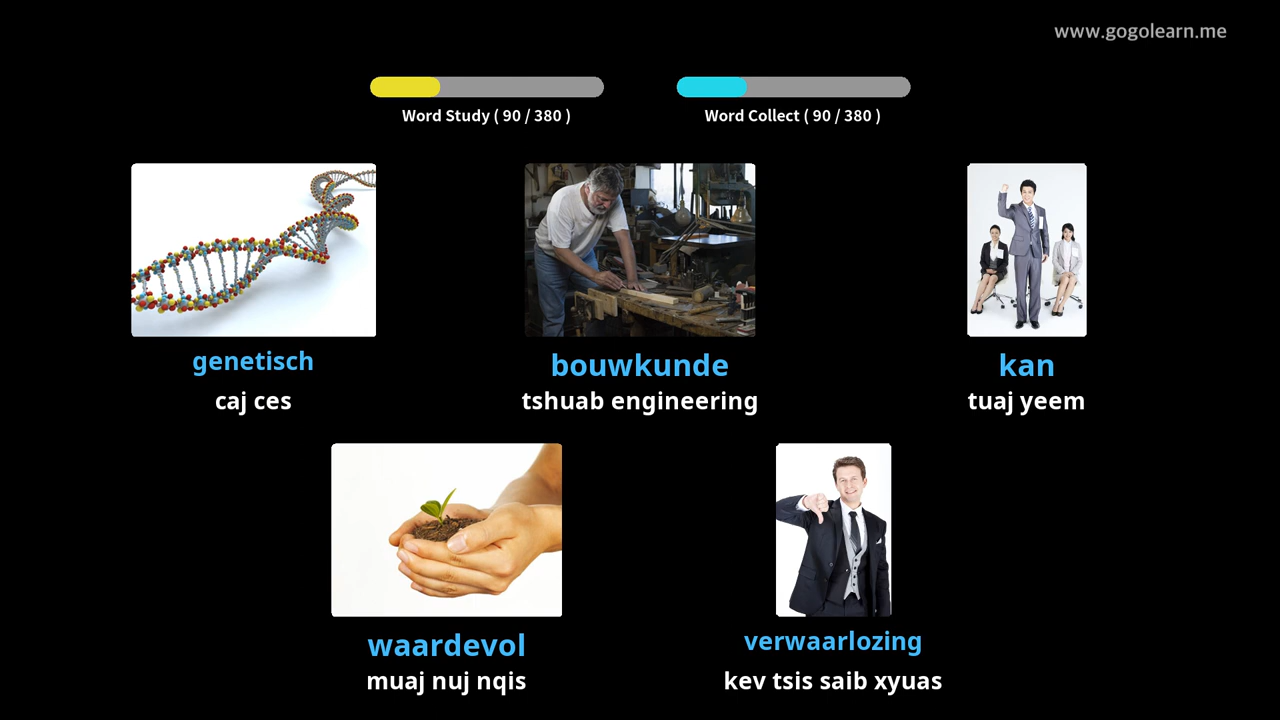 www.gogolearn.me
Word Study ( 90 / 380 )
Word Collect ( 90 / 380 )
genetisch
bouwkunde
kan
caj ces
tshuab engineering
tuaj yeem
waardevol
verwaarlozing
muaj nuj nqis
kev tsis saib xyuas